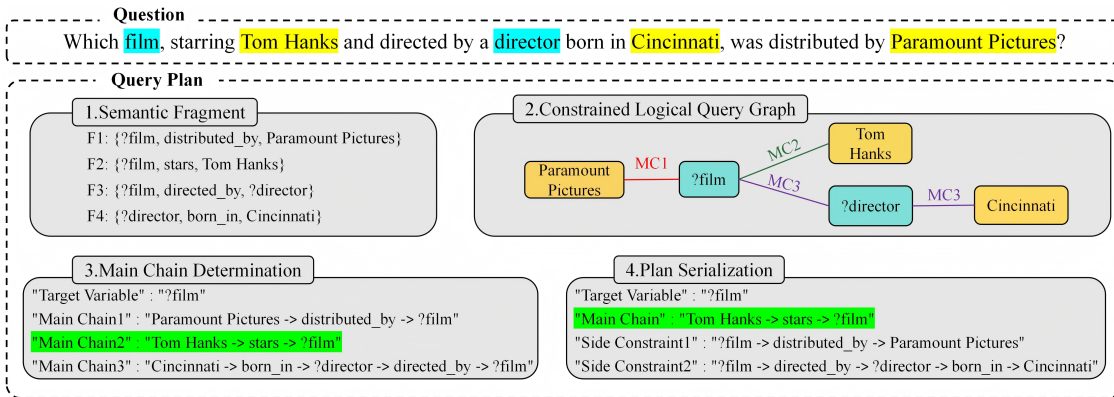 Question
Which film, starring Tom Hanks and directed by a director born in Cincinnati, was distributed by Paramount Pictures?
Query Plan
1.Semantic Fragment
F1: {?film, distributed_by, Paramount Pictures}
F2: {?film, stars, Tom Hanks}
F3: {?film, directed_by, ?director}
F4: {?director, born_in, Cincinnati}
2.Constrained Logical Query Graph
Paramount
Pictures
MC1
?film
MC2
Tom
Hanks
MC3
?director
MC3
Cincinnati
3.Main Chain Determination
"Target Variable" : "?film"
"Main Chain1" : "Paramount Pictures -> distributed_by -> ?film"
"Main Chain2" : "Tom Hanks -> stars -> ?film"
"Main Chain3" : "Cincinnati -> born_in -> ?director -> directed_by -> ?film"
4.Plan Serialization
"Target Variable" : "?film"
"Main Chain" : "Tom Hanks -> stars -> ?film"
"Side Constraint1" : "?film -> distributed_by -> Paramount Pictures"
"Side Constraint2" : "?film -> directed_by -> ?director -> born_in -> Cincinnati"